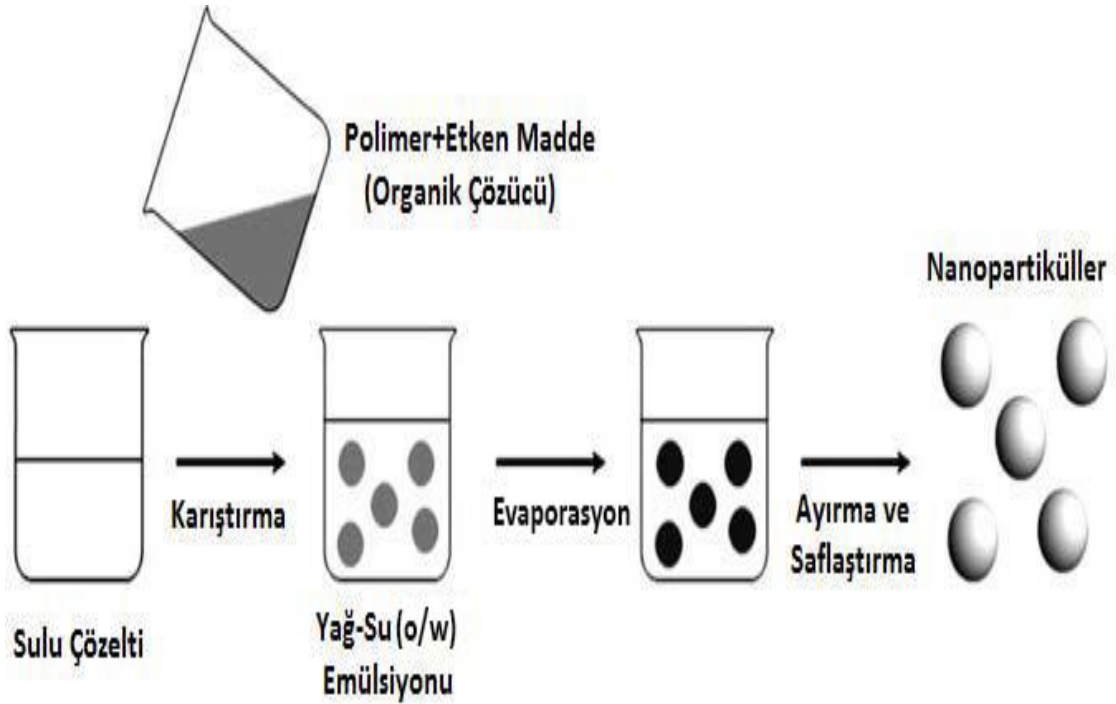 Polimer+Etken Madde
(Organik Çözücü)
Nanopartiküller
Karıştırma
Evaporasyon
Ayırma ve
Saflaştırma
Sulu Çözelti
Yağ-Su (o/w)
Emülsiyonu